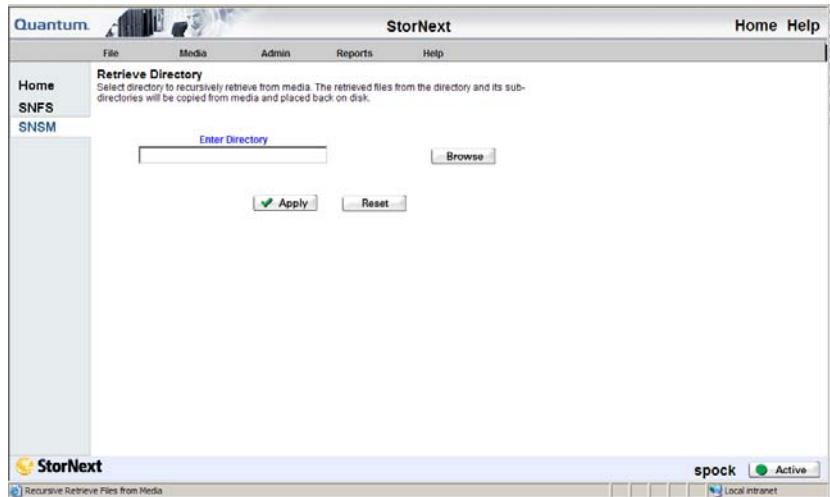 Quantum. StorNext Home Help
File Media Admin Reports Help
Home
SNFS
SNSM
Retrieve Directory
Select directory to recursively retrieve from media. The retrieved files from the directory and its sub-
directories will be copied from media and placed back on disk.
Enter Directory
Browse
Apply Reset
StorNext spock Active
Recursive Retrieve Files from Media Local intranet